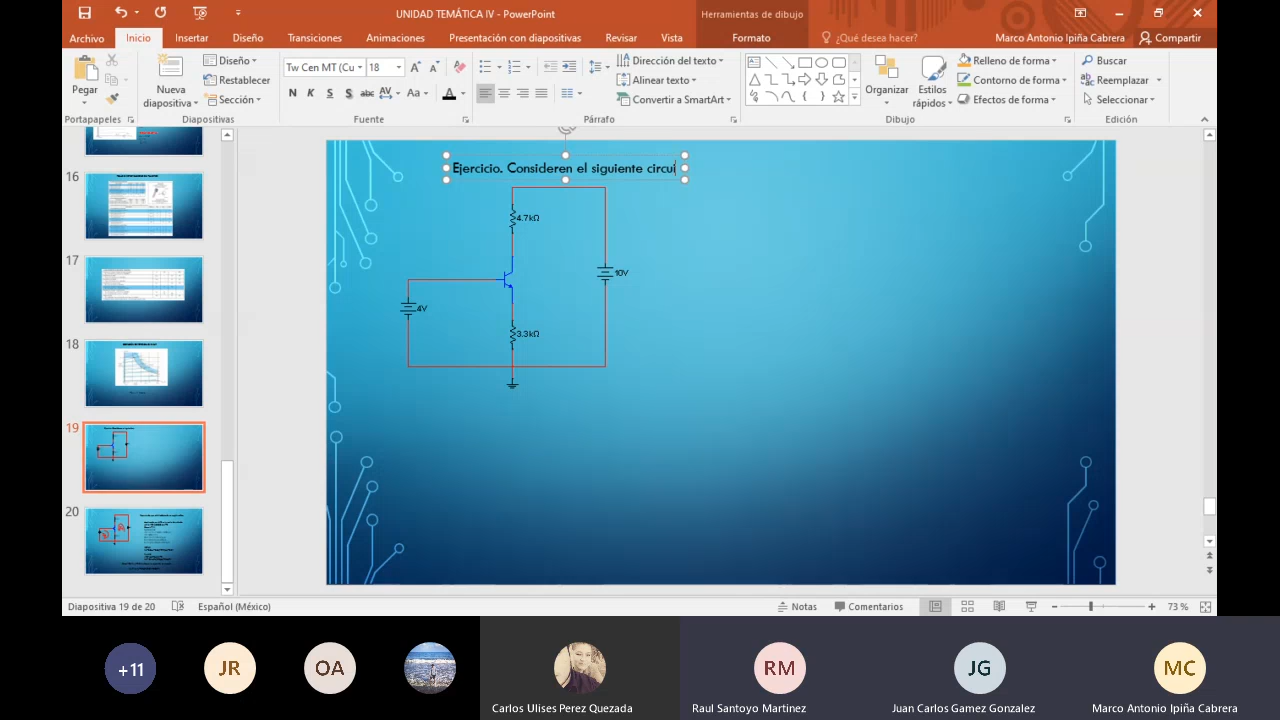 UNIDAD TEMÁTICA IV - PowerPoint
Herramientas de dibujo
Archivo
Inicio
Insertar
Diseño
Transiciones
Animaciones
Presentación con diapositivas
Revisar
Vista
Formato
¿Qué desea hacer?
Marco Antonio Ipiña Cabrera
Compartir
Pegar
Nueva
diapositiva
Diseño
Restablecer
Sección
Tw Cen MT (Cu
18
N K S S abc AV Aa A
Dirección del texto
Alinear texto
Convertir a SmartArt
Organizar
Estilos
rápidos
Relleno de forma
Contorno de forma
Efectos de forma
Buscar
Reemplazar
Seleccionar
Portapapeles
Diapositivas
Fuente
Párrafo
Dibujo
Edición
16
17
18
19
20
Ejercicio. Consideren el siguiente circui
4.7kΩ
10V
4V
3.3kΩ
Diapositiva 19 de 20
Español (México)
Notas
Comentarios
73 %
+11
JR
OA
RM
JG
MC
Carlos Ulises Perez Quezada
Raul Santoyo Martinez
Juan Carlos Gamez Gonzalez
Marco Antonio Ipiña Cabrera